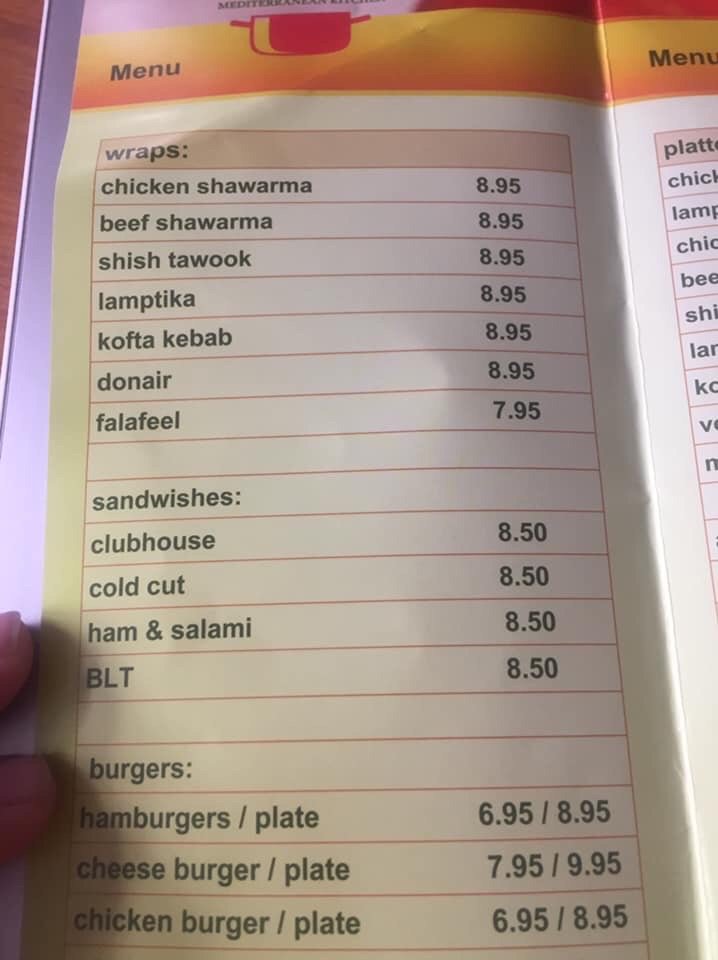 MEDITERRANEAN KITCHEN
Menu
wraps:
chicken shawarma 8.95
beef shawarma 8.95
shish tawook 8.95
lamptika 8.95
kofta kebab 8.95
donair 8.95
falafeel 7.95
sandwishes:
clubhouse 8.50
cold cut 8.50
ham & salami 8.50
BLT 8.50
burgers:
hamburgers / plate 6.95 / 8.95
cheese burger / plate 7.95 / 9.95
chicken burger / plate 6.95 / 8.95
Menu